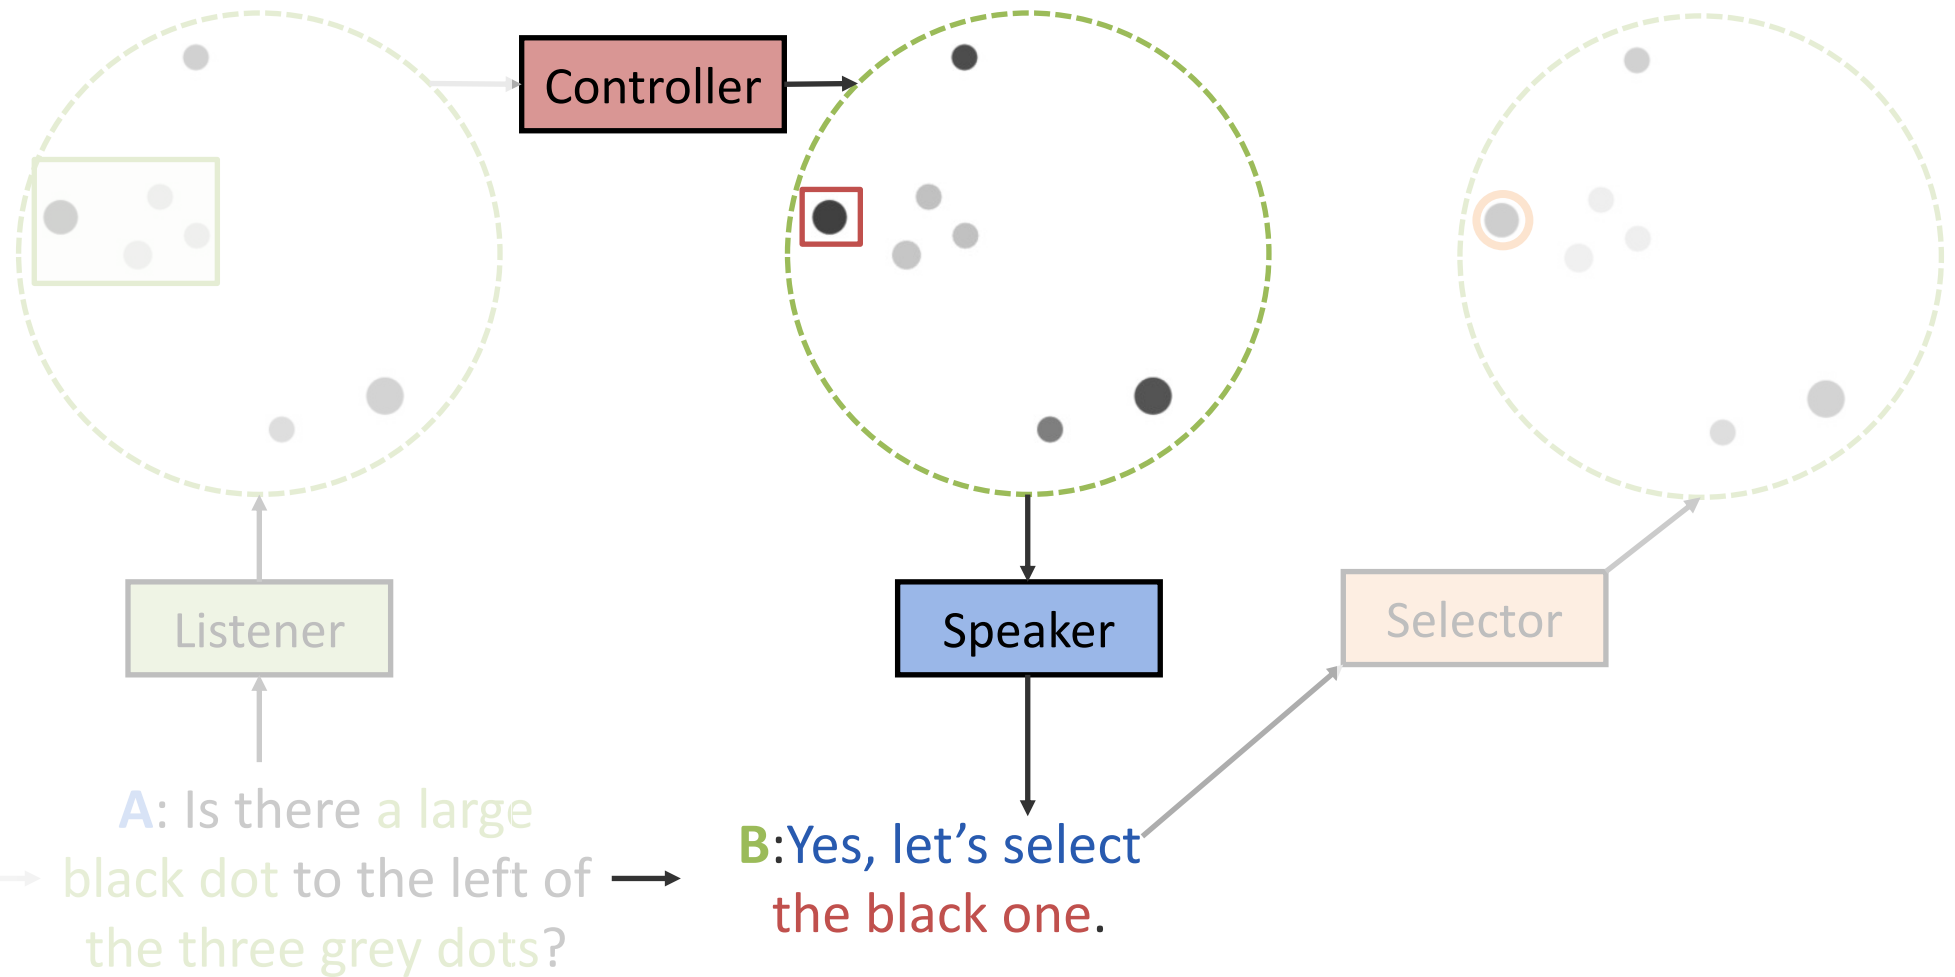 Controller
Listener
Speaker
Selector
A: Is there a large
black dot to the left of
the three grey dots?
B:Yes, let’s select
the black one.